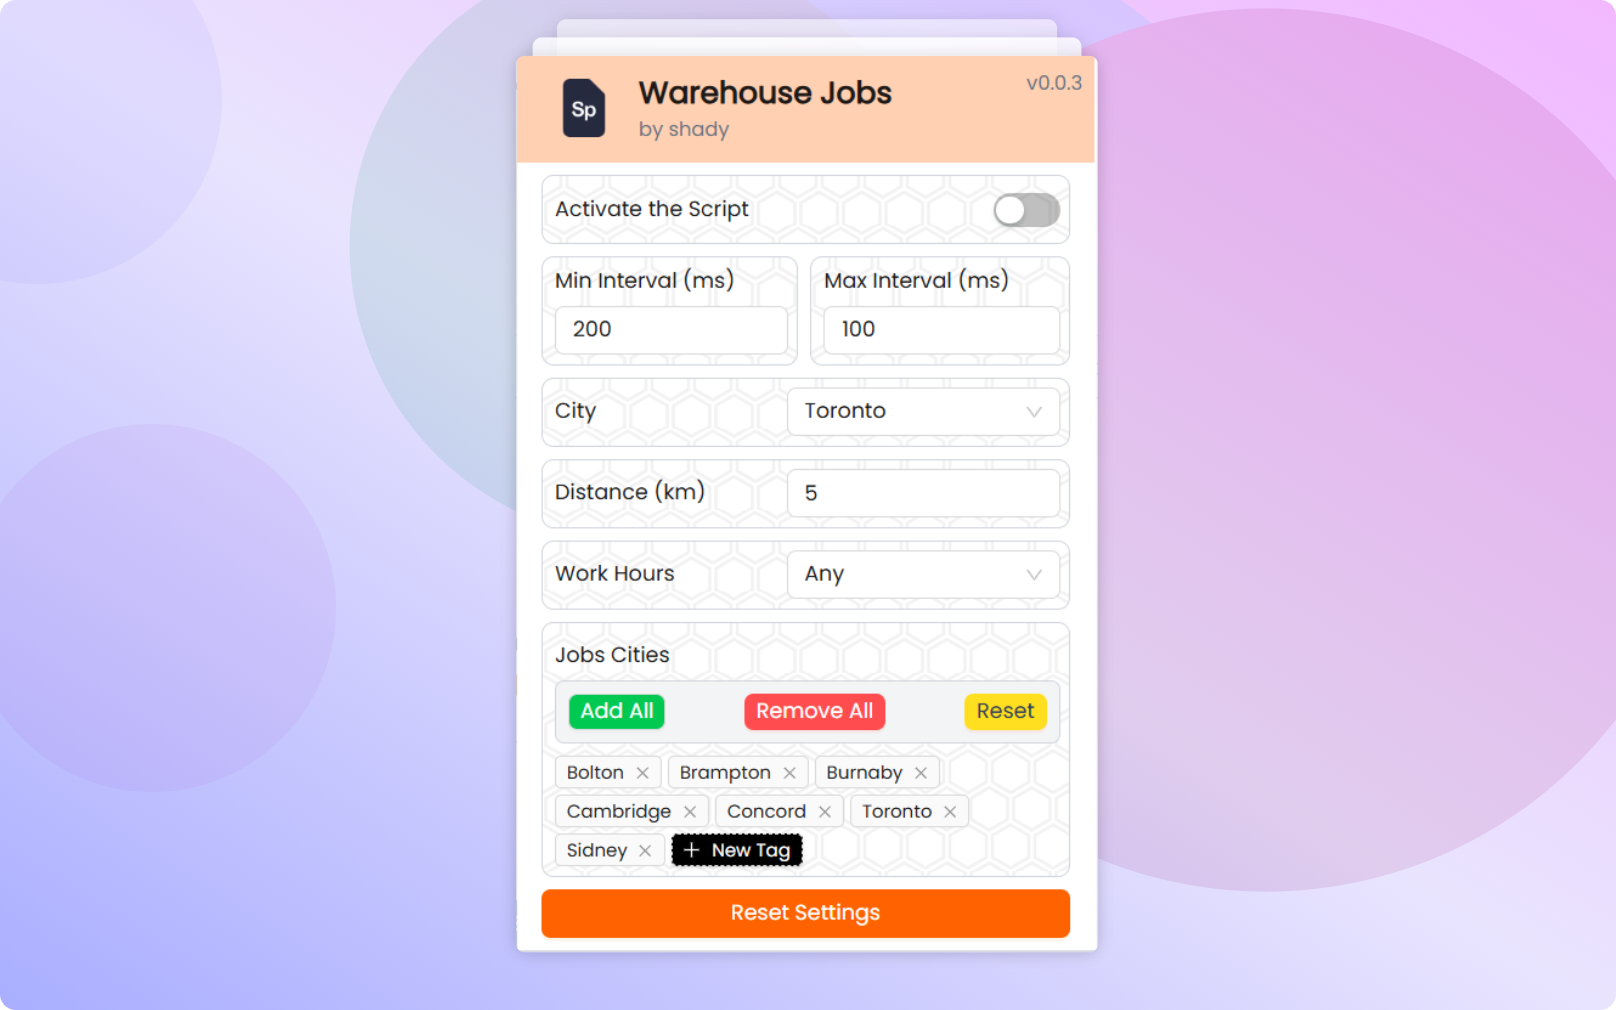 Sp
Warehouse Jobs
v0.0.3
by shady
Activate the Script
Min Interval (ms)
Max Interval (ms)
200
100
City
Toronto
Distance (km)
5
Work Hours
Any
Jobs Cities
Add All
Remove All
Reset
Bolton
Brampton
Burnaby
Cambridge
Concord
Toronto
Sidney
+ New Tag
Reset Settings